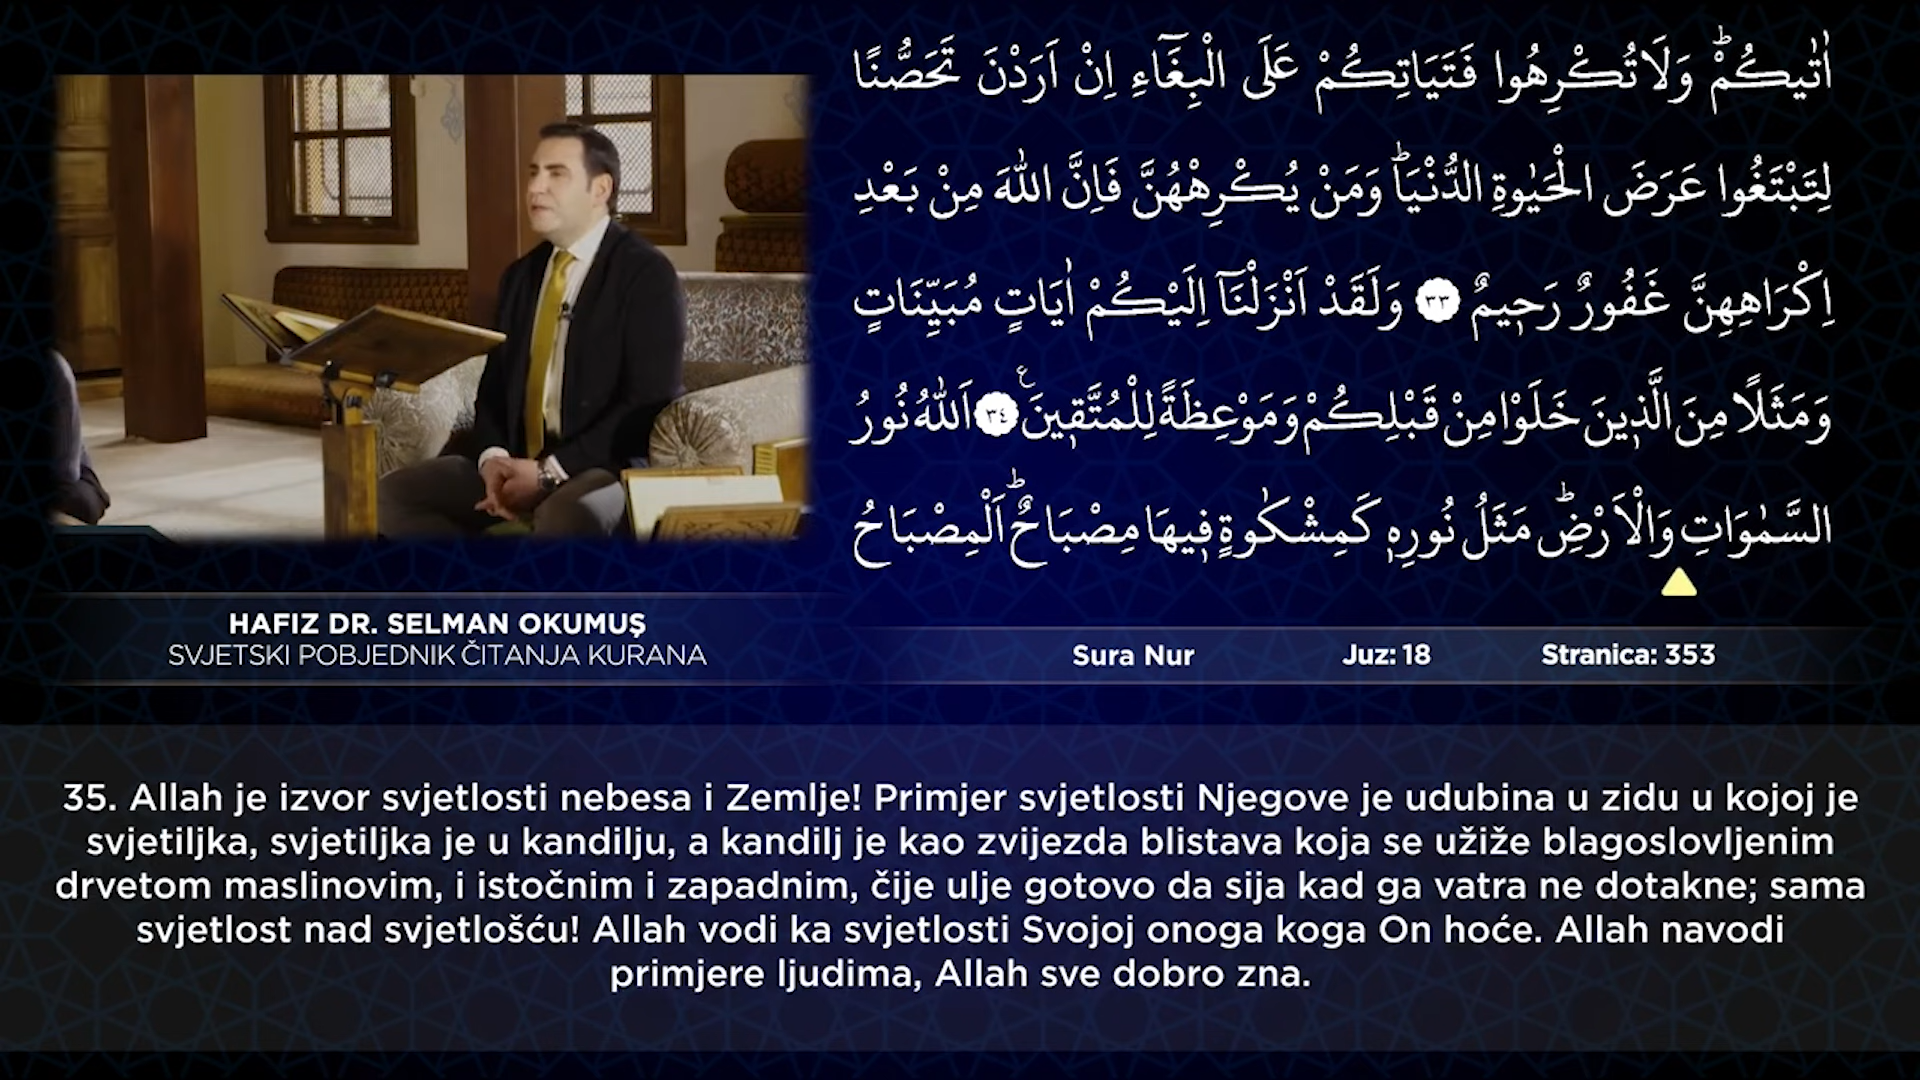 اٰتٰيكُمْۜ وَلَا تُكْرِهُوا فَتَيَاتِكُمْ عَلَى الْبِغَٓاءِ اِنْ اَرَدْنَ تَحَصُّنًا
لِتَبْتَغُوا عَرَضَ الْحَيٰوةِ الدُّنْيَاۜ وَمَنْ يُكْرِهْهُنَّ فَاِنَّ اللّٰهَ مِنْ بَعْدِ
اِكْرَاهِهِنَّ غَفُورٌ رَح۪يمٌ ٣٣ وَلَقَدْ اَنْزَلْنَٓا اِلَيْكُمْ اٰيَاتٍ مُبَيِّنَاتٍ
وَمَثَلًا مِنَ الَّذ۪ينَ خَلَوْا مِنْ قَبْلِكُمْ وَمَوْعِظَةً لِلْمُتَّق۪ينَ ع ٣٤ اَللّٰهُ نُورُ
السَّمٰوَاتِ وَالْاَرْضِۜ مَثَلُ نُورِه۪ كَمِشْكٰوةٍ ف۪يهَا مِصْبَاحٌۜ اَلْمِصْبَاحُ
HAFIZ DR. SELMAN OKUMUŞ
SVJETSKI POBJEDNIK ČITANJA KURANA
Sura Nur Juz: 18 Stranica: 353
35. Allah je izvor svjetlosti nebesa i Zemlje! Primjer svjetlosti Njegove je udubina u zidu u kojoj je
svjetiljka, svjetiljka je u kandilju, a kandilj je kao zvijezda blistava koja se užiže blagoslovljenim
drvetom maslinovim, i istočnim i zapadnim, čije ulje gotovo da sija kad ga vatra ne dotakne; sama
svjetlost nad svjetlošću! Allah vodi ka svjetlosti Svojoj onoga koga On hoće. Allah navodi
primjere ljudima, Allah sve dobro zna.